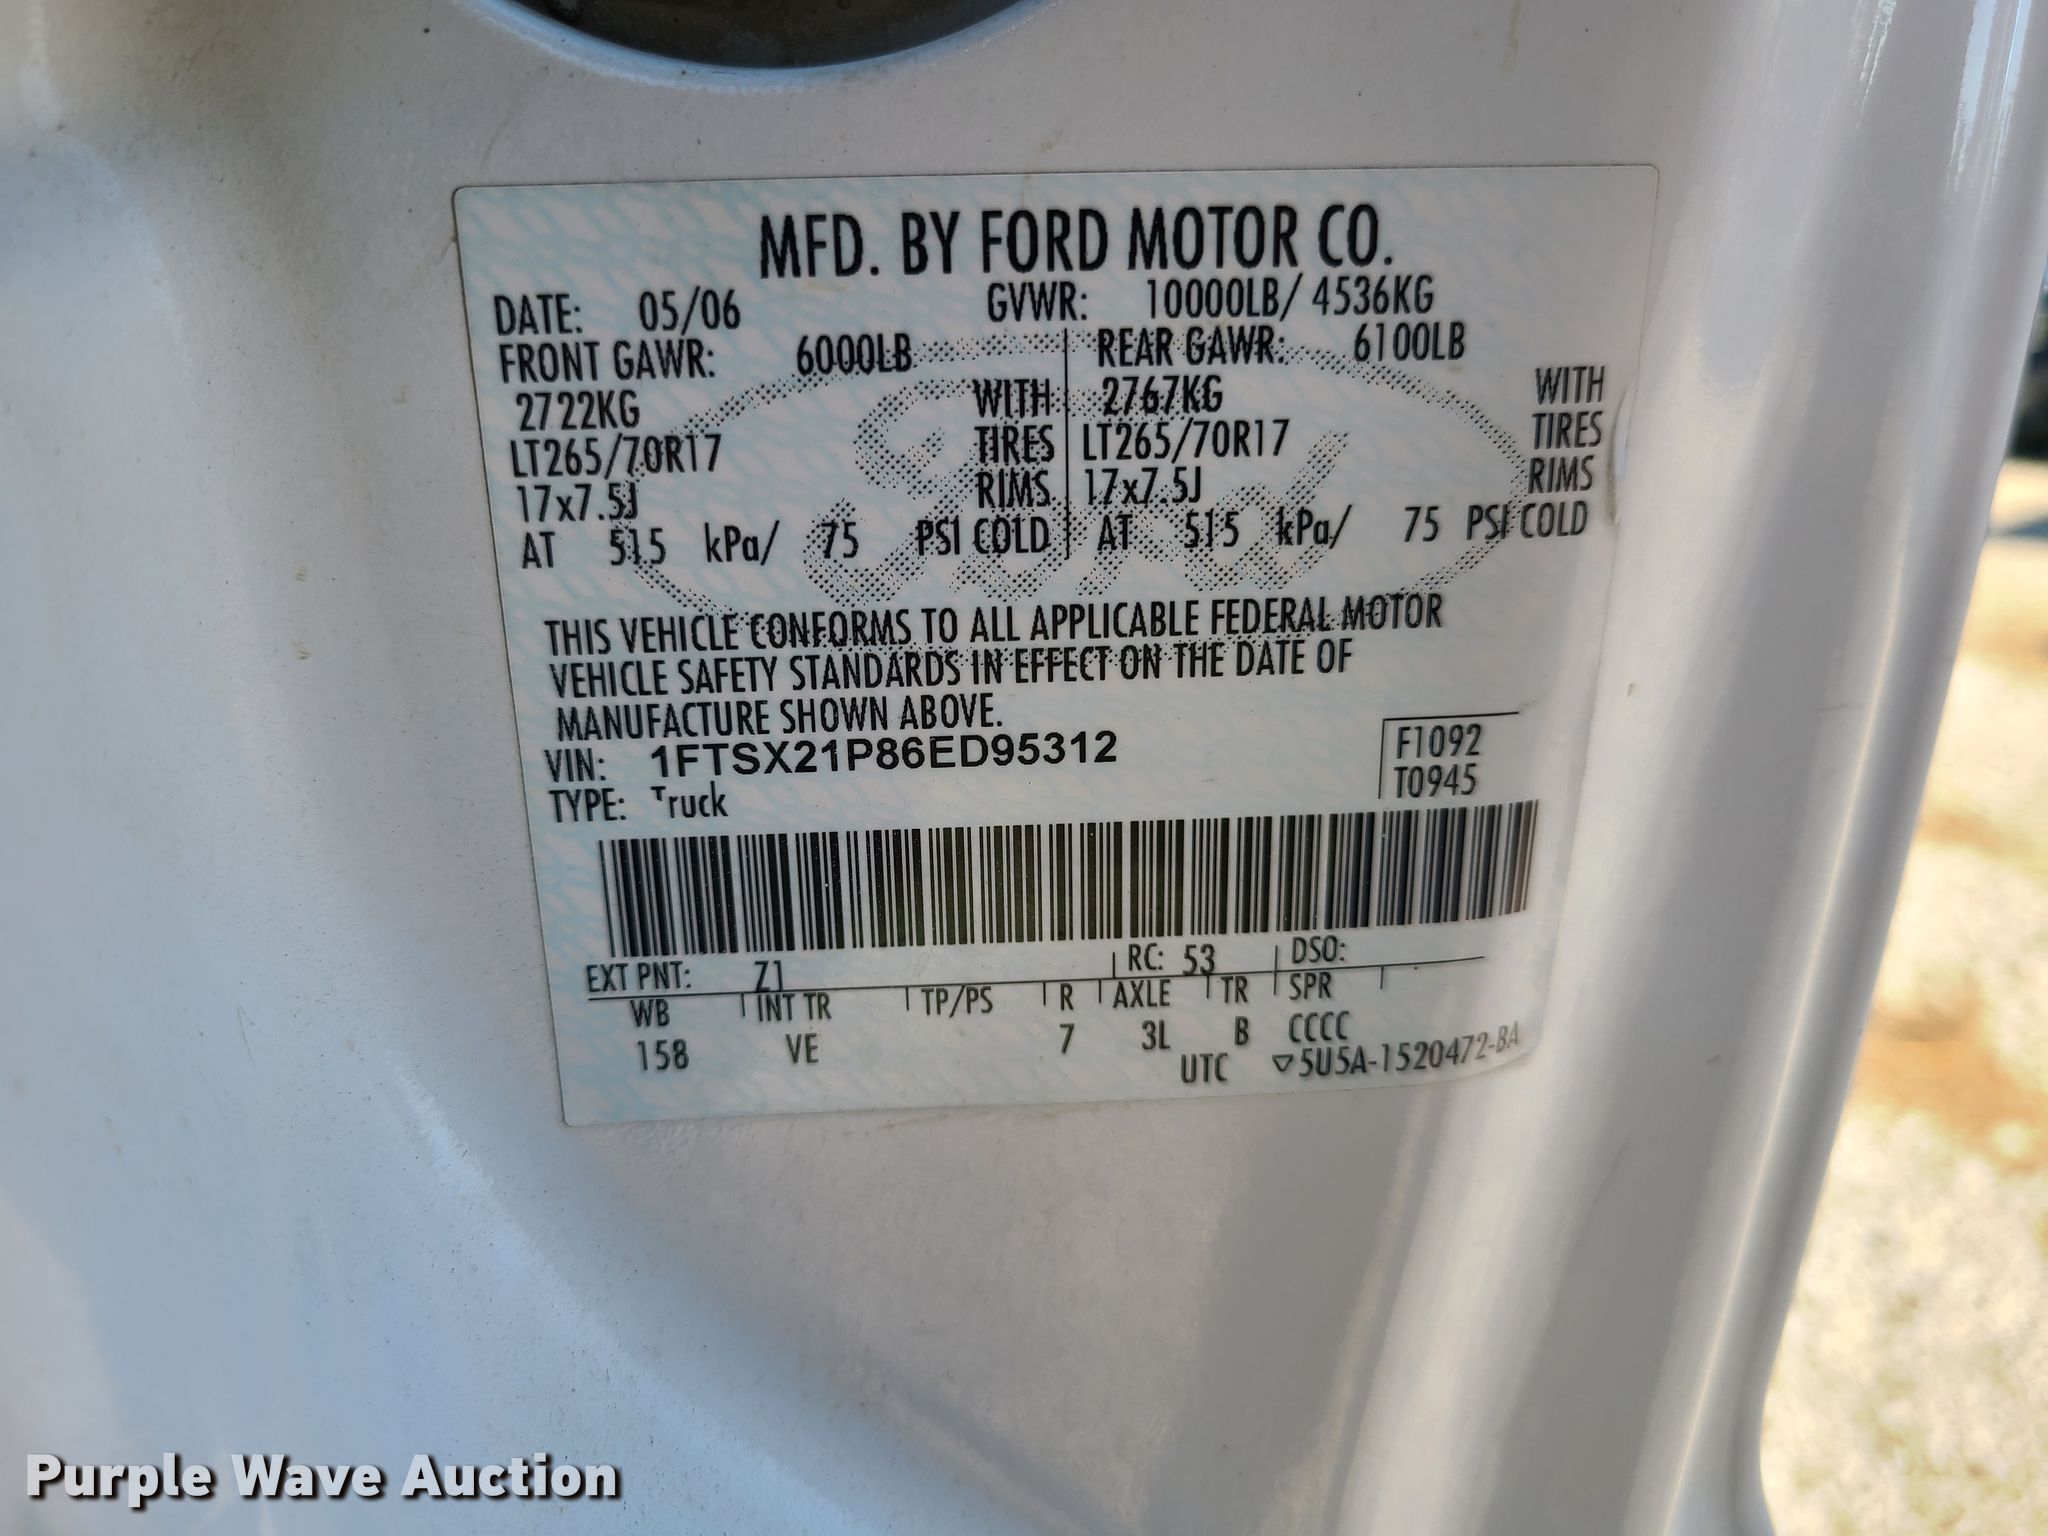 MFD. BY FORD MOTOR CO.
DATE: 05/06 GVWR: 10000LB/ 4536KG
FRONT GAWR: 6000LB REAR GAWR: 6100LB
2722KG WITH 2767KG WITH
LT265/70R17 TIRES LT265/70R17 TIRES
17x7.5J RIMS 17x7.5J RIMS
AT 515 kPa/ 75 PSI COLD AT 515 kPa/ 75 PSI COLD
Ford
THIS VEHICLE CONFORMS TO ALL APPLICABLE FEDERAL MOTOR
VEHICLE SAFETY STANDARDS IN EFFECT ON THE DATE OF
MANUFACTURE SHOWN ABOVE.
VIN: 1FTSX21P86ED95312 F1092
TYPE: Truck T0945
EXT PNT: Z1 RC: 53 DSO:
WB INT TR TP/PS R AXLE TR SPR
158 VE 7 3L B CCCC
UTC ▽5U5A-1520472-BA
Purple Wave Auction